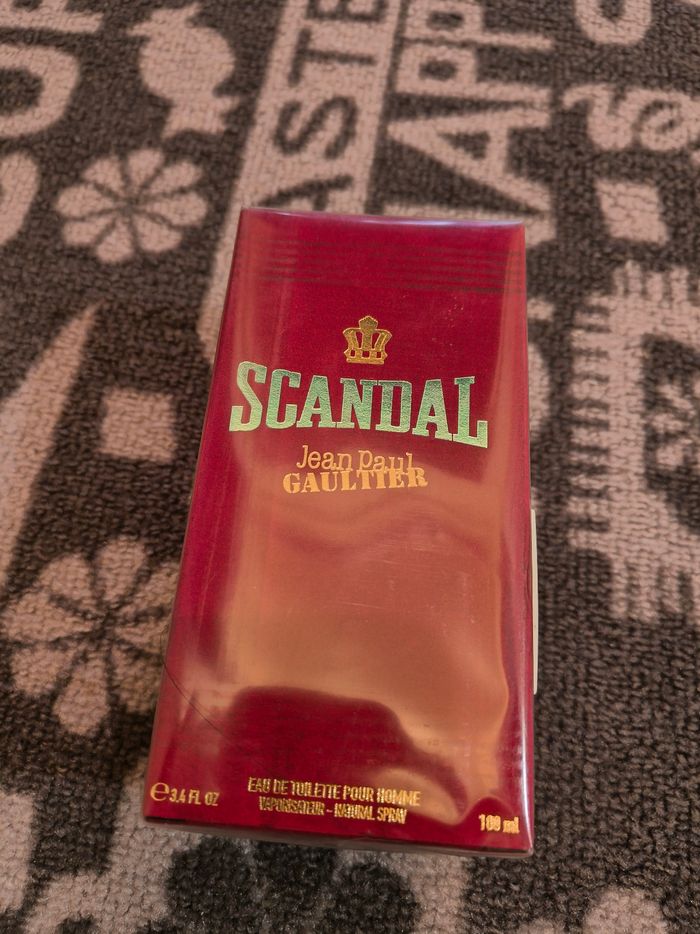 SCANDAL
Jean Paul
GAULTIER
EAU DE TOILETTE POUR HOMME
VAPORISATEUR - NATURAL SPRAY
℮ 3.4 FL OZ
100 ml